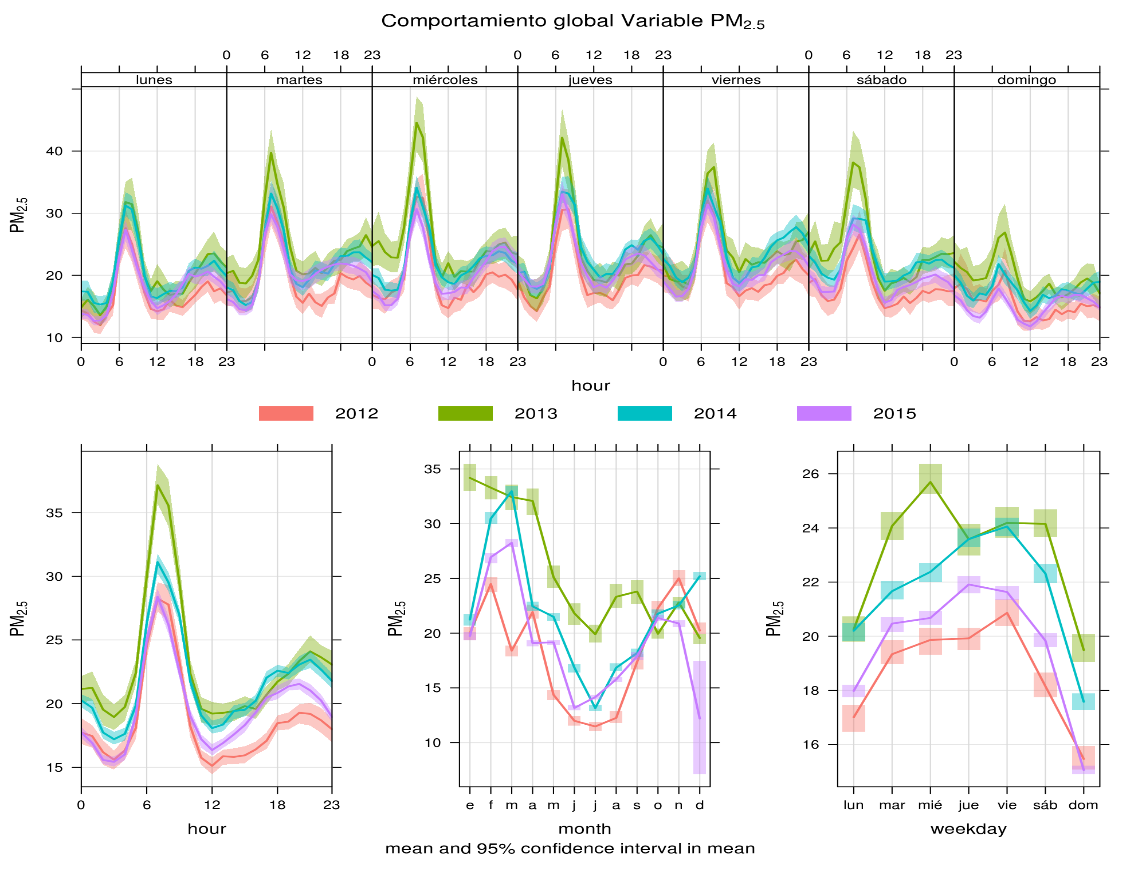 Comportamiento global Variable PM2.5
0 6 12 18 23 0 6 12 18 23 0 6 12 18 23
lunes martes miércoles jueves viernes sábado domingo
40
30
20
10
PM2.5
0 6 12 18 23 0 6 12 18 23 0 6 12 18 23 0 6 12 18 23
hour
2012 2013 2014 2015
35
30
25
20
15
PM2.5
0 6 12 18 23
hour
35
30
25
20
15
10
PM2.5
e f m a m j j a s o n d
month
26
24
22
20
18
16
PM2.5
lun mar mié jue vie sáb dom
weekday
mean and 95% confidence interval in mean